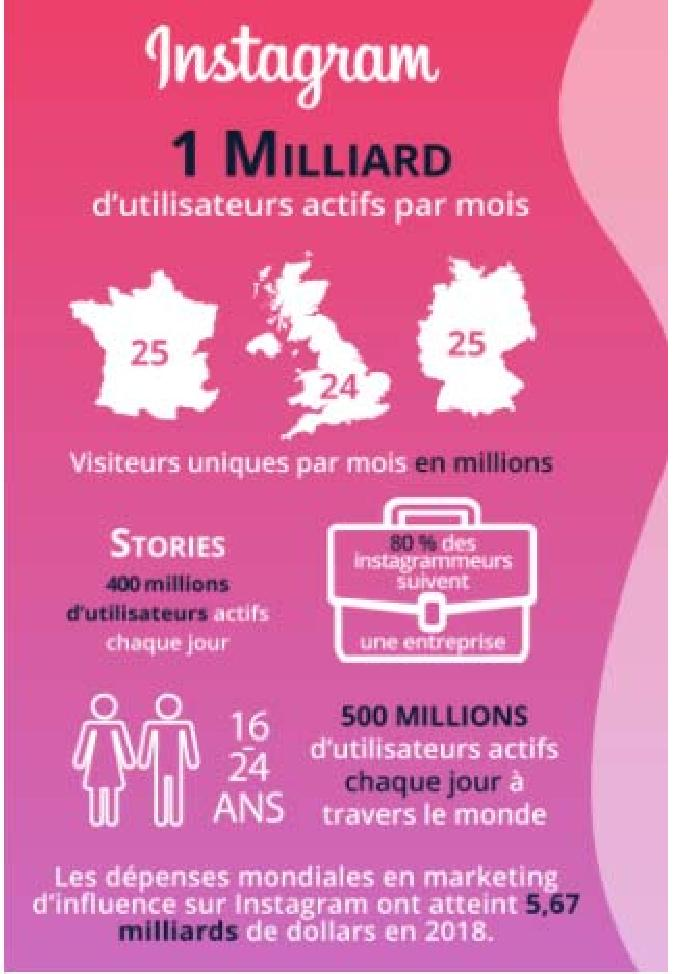 Instagram
1 MILLIARD
d'utilisateurs actifs par mois
25
24
25
Visiteurs uniques par mois en millions
STORIES
400 millions
d'utilisateurs actifs
chaque jour
80 % des
instagrammeurs
suivent
une entreprise
16
-
24
ANS
500 MILLIONS
d'utilisateurs actifs
chaque jour à
travers le monde
Les dépenses mondiales en marketing
d'influence sur Instagram ont atteint 5,67
milliards de dollars en 2018.